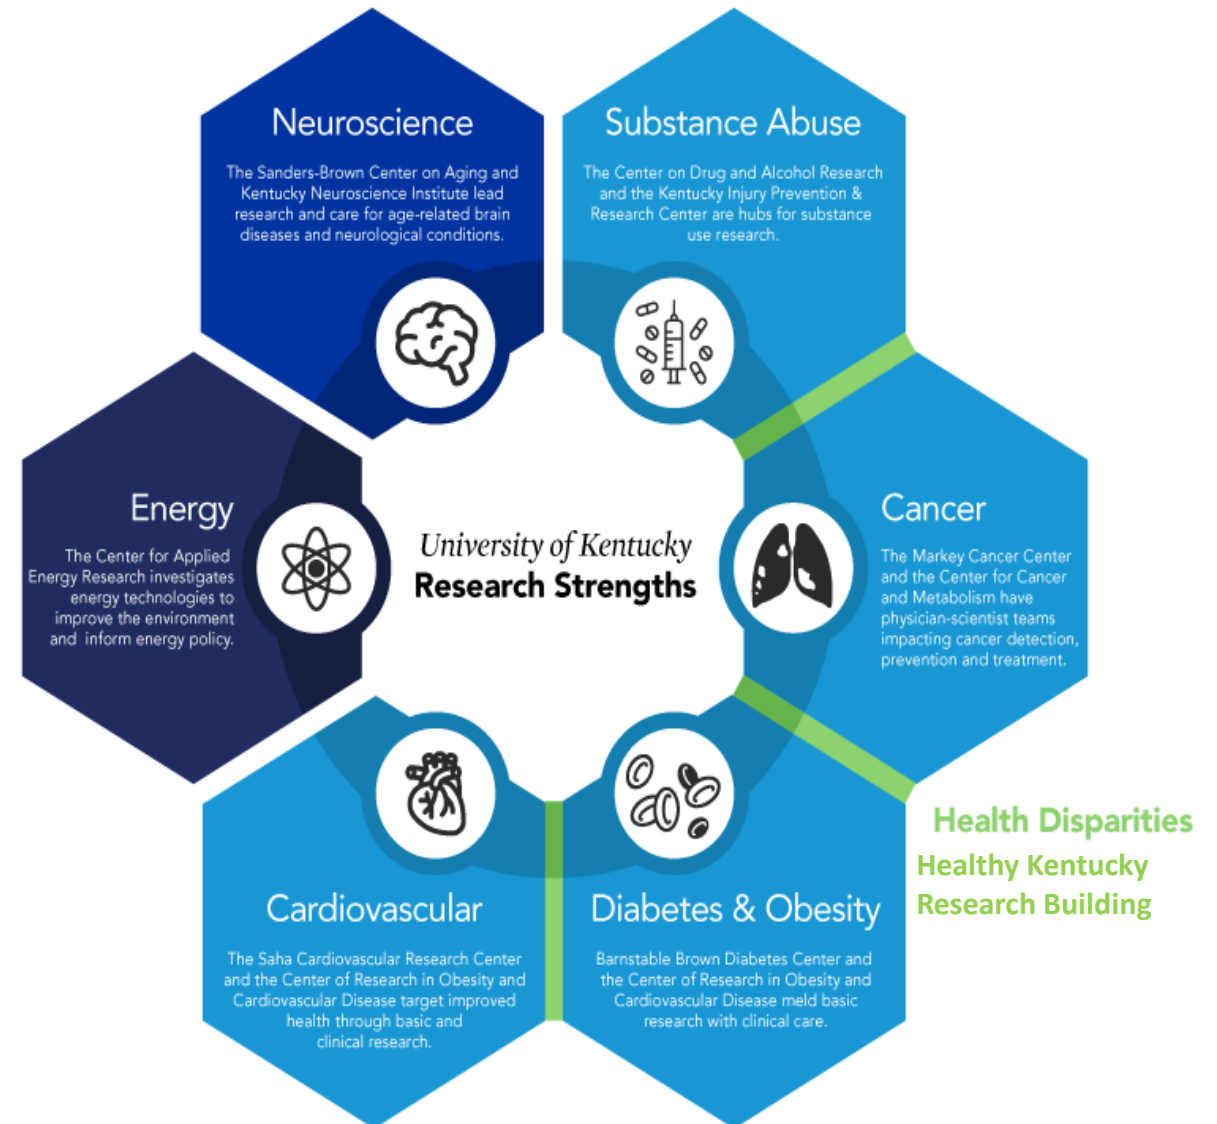 Neuroscience
The Sanders-Brown Center on Aging and
Kentucky Neuroscience Institute lead
research and care for age-related brain
diseases and neurological conditions.
Substance Abuse
The Center on Drug and Alcohol Research
and the Kentucky Injury Prevention &
Research Center are hubs for substance
use research.
Energy
The Center for Applied
Energy Research investigates
energy technologies to
improve the environment
and inform energy policy.
University of Kentucky
Research Strengths
Cancer
The Markey Cancer Center
and the Center for Cancer
and Metabolism have
physician-scientist teams
impacting cancer detection,
prevention and treatment.
Health Disparities
Healthy Kentucky
Research Building
Cardiovascular
The Saha Cardiovascular Research Center
and the Center of Research in Obesity and
Cardiovascular Disease target improved
health through basic and
clinical research.
Diabetes & Obesity
Barnstable Brown Diabetes Center and
the Center of Research in Obesity and
Cardiovascular Disease meld basic
research with clinical care.